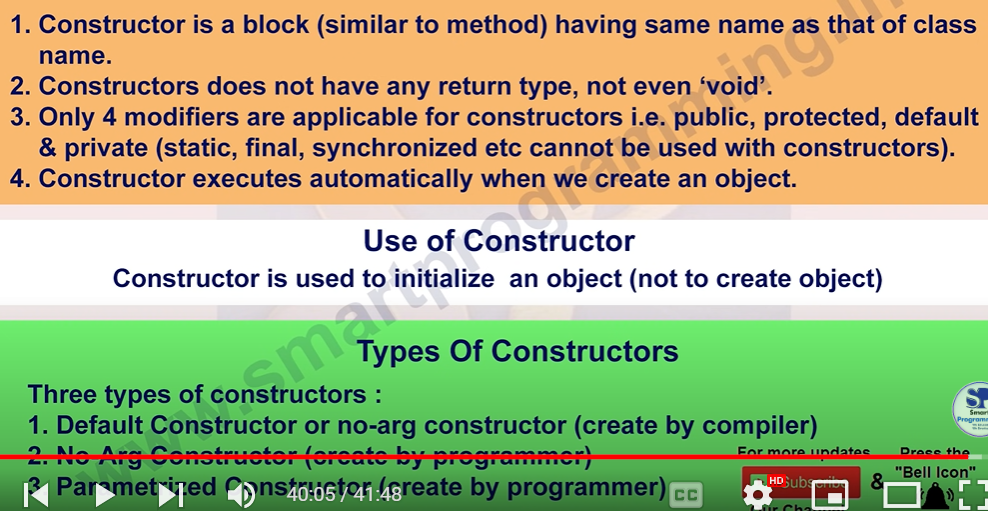 1. Constructor is a block (similar to method) having same name as that of class
name.
2. Constructors does not have any return type, not even ‘void’.
3. Only 4 modifiers are applicable for constructors i.e. public, protected, default
& private (static, final, synchronized etc cannot be used with constructors).
4. Constructor executes automatically when we create an object.
www.smartprogramming.in
Use of Constructor
Constructor is used to initialize an object (not to create object)
Types Of Constructors
Three types of constructors :
1. Default Constructor or no-arg constructor (create by compiler)
2. No-Arg Constructor (create by programmer)
3. Parametrized Constructor (create by programmer)
40:05 / 41:48
CC
HD
For more updates
Subscribe
Our Channel
&
Press the
"Bell Icon"
Smart